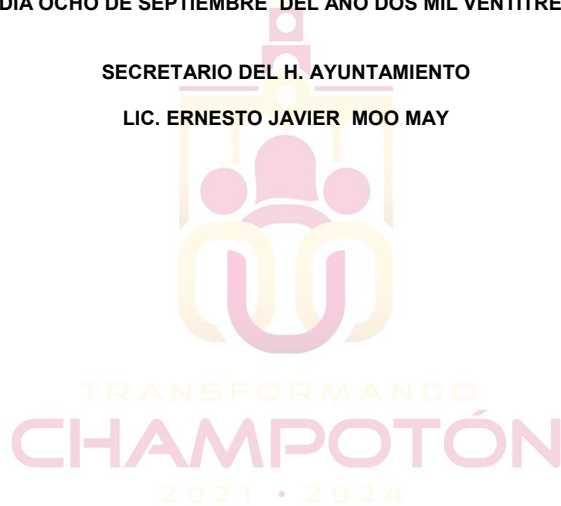 DIA OCHO DE SEPTIEMBRE DEL AÑO DOS MIL VENTITRE
SECRETARIO DEL H. AYUNTAMIENTO
LIC. ERNESTO JAVIER MOO MAY
TRANSFORMANDO
CHAMPOTÓN
2021 • 2024